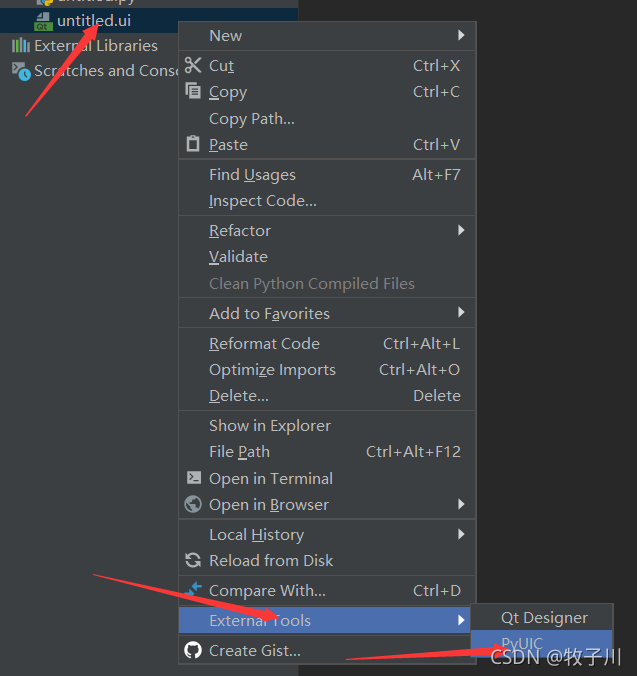 untitled.py
untitled.ui
External Libraries
Scratches and Conso
New
Cut Ctrl+X
Copy Ctrl+C
Copy Path...
Paste Ctrl+V
Find Usages Alt+F7
Inspect Code...
Refactor
Validate
Clean Python Compiled Files
Add to Favorites
Reformat Code Ctrl+Alt+L
Optimize Imports Ctrl+Alt+O
Delete... Delete
Show in Explorer
File Path Ctrl+Alt+F12
Open in Terminal
Open in Browser
Local History
Reload from Disk
Compare With... Ctrl+D
External Tools
Create Gist...
Qt Designer
PyUIC
CSDN @牧子川